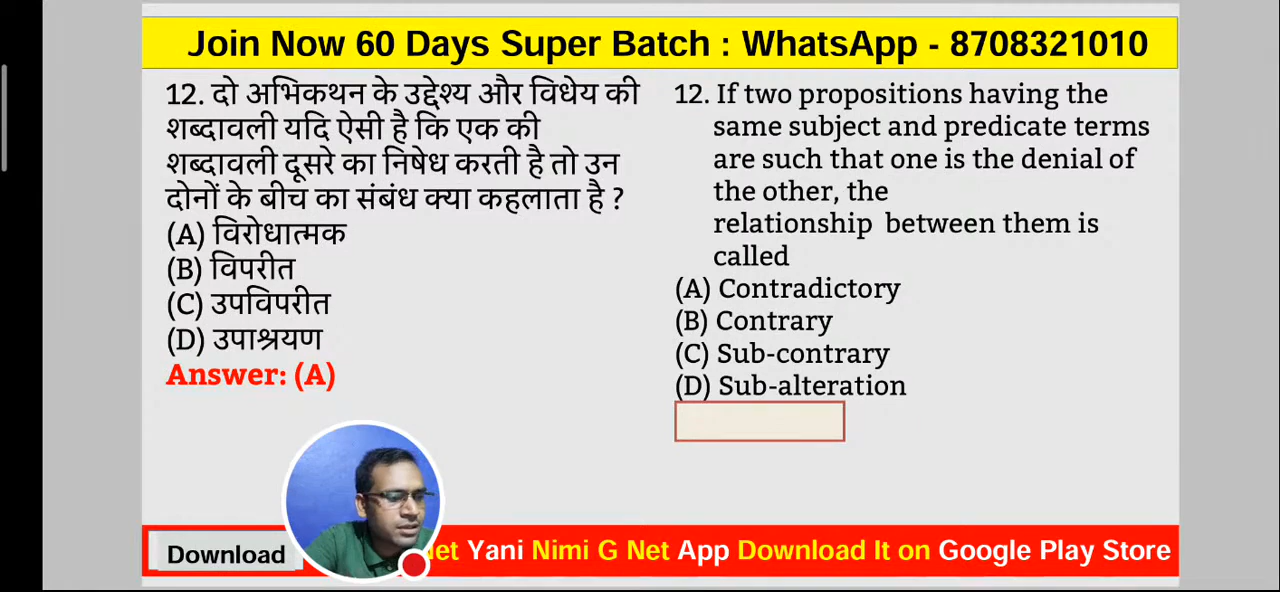 Join Now 60 Days Super Batch : WhatsApp - 8708321010
12. दो अभिकथन के उद्देश्य और विधेय की
शब्दावली यदि ऐसी है कि एक की
शब्दावली दूसरे का निषेध करती है तो उन
दोनों के बीच का संबंध क्या कहलाता है ?
(A) विरोधात्मक
(B) विपरीत
(C) उपविपरीत
(D) उपाश्रयण
Answer: (A)
12. If two propositions having the
same subject and predicate terms
are such that one is the denial of
the other, the
relationship between them is
called
(A) Contradictory
(B) Contrary
(C) Sub-contrary
(D) Sub-alteration
Download
Yani Nimi G Net App Download It on Google Play Store